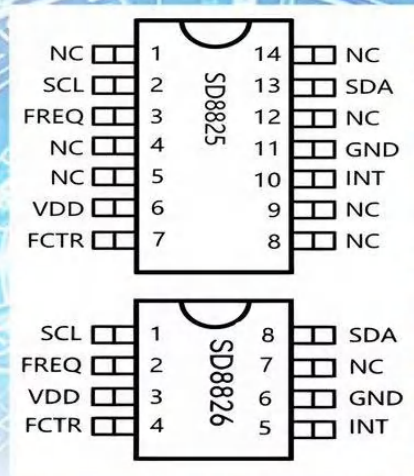 NC 1 14 NC
SCL 2 13 SDA
FREQ 3 12 NC
NC 4 11 GND
NC 5 10 INT
VDD 6 9 NC
FCTR 7 8 NC
SD8825
SCL 1 8 SDA
FREQ 2 7 NC
VDD 3 6 GND
FCTR 4 5 INT
SD8826